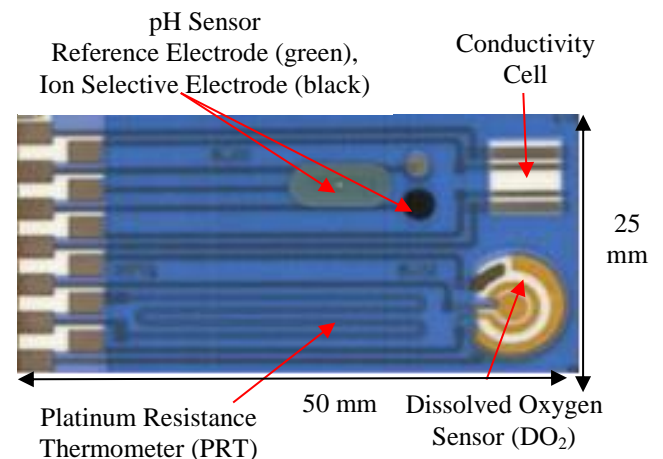 pH Sensor
Reference Electrode (green),
Ion Selective Electrode (black)
Conductivity
Cell
25
mm
50 mm
Platinum Resistance
Thermometer (PRT)
Dissolved Oxygen
Sensor (DO₂)